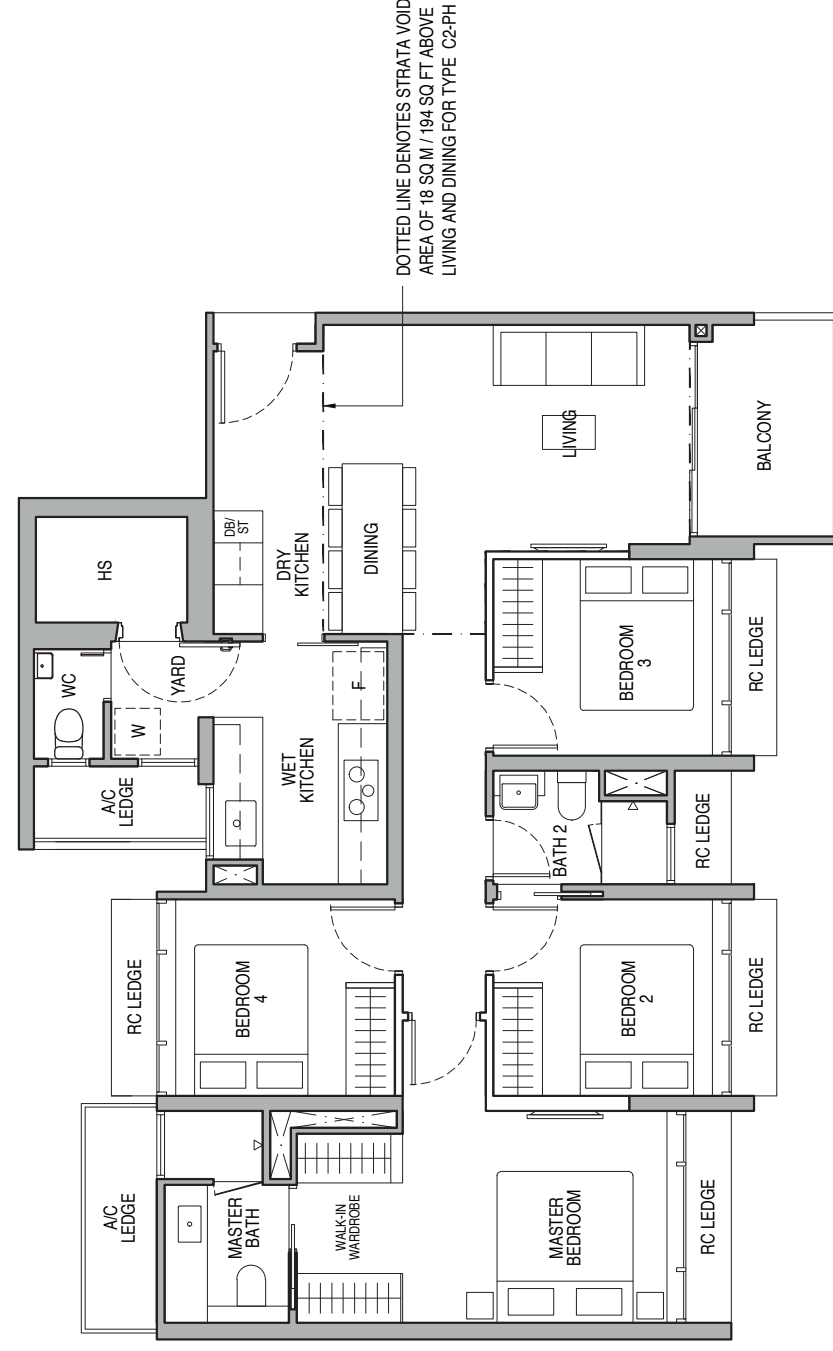 DOTTED LINE DENOTES STRATA VOID
AREA OF 18 SQ M / 194 SQ FT ABOVE
LIVING AND DINING FOR TYPE C2-PH
HS
WC
YARD
W
A/C
LEDGE
DB/
ST
DRY
KITCHEN
DINING
LIVING
BALCONY
WET
KITCHEN
F
BEDROOM
3
RC LEDGE
BATH 2
RC LEDGE
RC LEDGE
BEDROOM
4
BEDROOM
2
RC LEDGE
A/C
LEDGE
MASTER
BATH
WALK-IN
WARDROBE
MASTER
BEDROOM
RC LEDGE